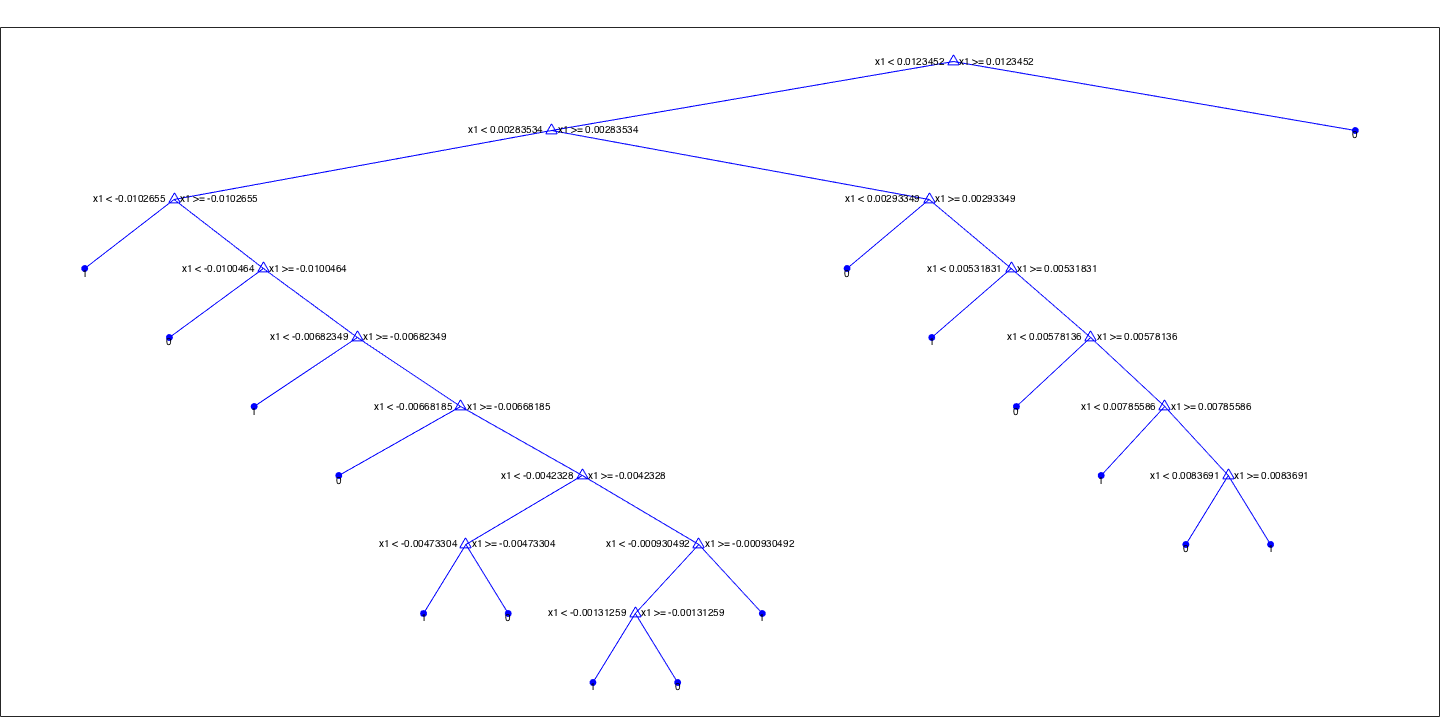 x1 < 0.0123452 x1 >= 0.0123452
x1 < 0.00283534 x1 >= 0.00283534
0
x1 < -0.0102655 x1 >= -0.0102655
x1 < 0.00293349 x1 >= 0.00293349
1
x1 < -0.0100464 x1 >= -0.0100464
0
x1 < 0.00531831 x1 >= 0.00531831
0
x1 < -0.00682349 x1 >= -0.00682349
1
x1 < 0.00578136 x1 >= 0.00578136
1
x1 < -0.00668185 x1 >= -0.00668185
0
x1 < 0.00785586 x1 >= 0.00785586
0
x1 < -0.0042328 x1 >= -0.0042328
1
x1 < 0.0083691 x1 >= 0.0083691
x1 < -0.00473304 x1 >= -0.00473304
x1 < -0.000930492 x1 >= -0.000930492
0
1
1
0
x1 < -0.00131259 x1 >= -0.00131259
1
1
0